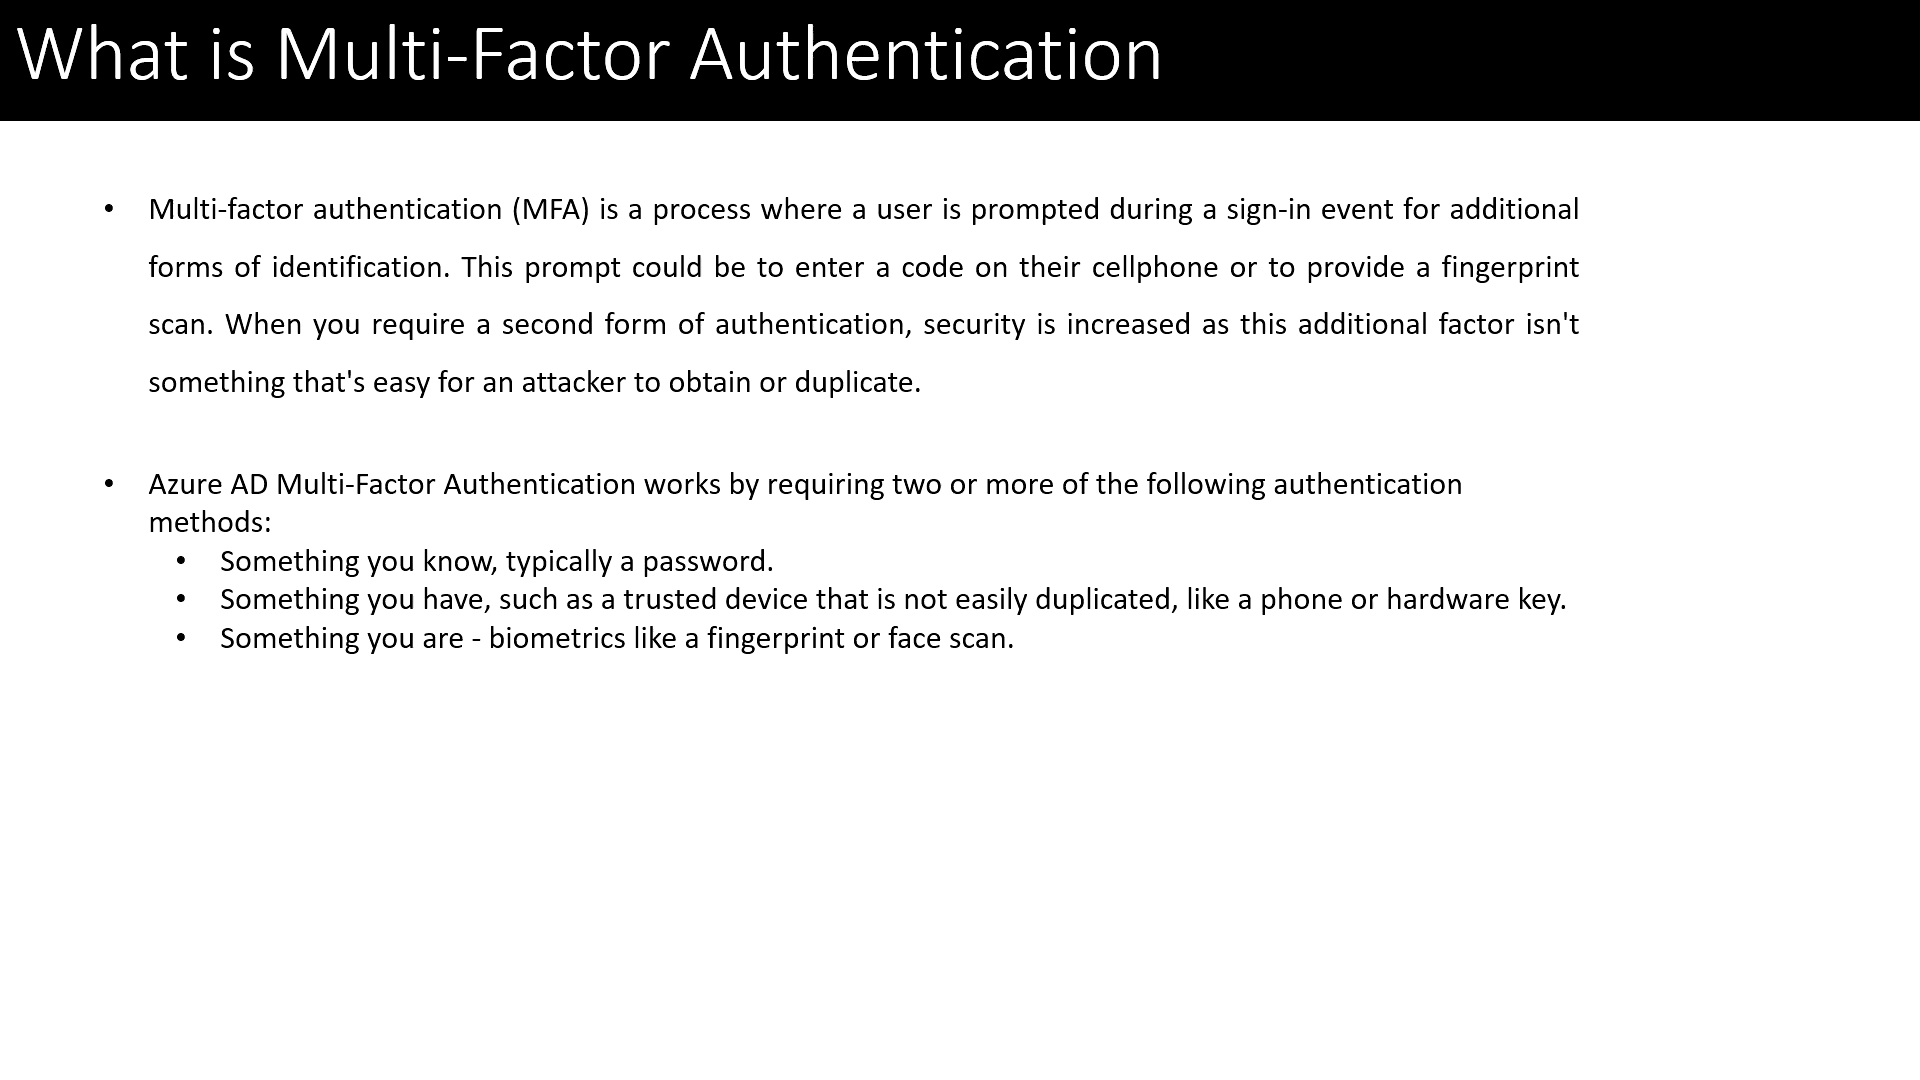 What is Multi-Factor Authentication
• Multi-factor authentication (MFA) is a process where a user is prompted during a sign-in event for additional
forms of identification. This prompt could be to enter a code on their cellphone or to provide a fingerprint
scan. When you require a second form of authentication, security is increased as this additional factor isn't
something that's easy for an attacker to obtain or duplicate.
• Azure AD Multi-Factor Authentication works by requiring two or more of the following authentication
methods:
• Something you know, typically a password.
• Something you have, such as a trusted device that is not easily duplicated, like a phone or hardware key.
• Something you are - biometrics like a fingerprint or face scan.